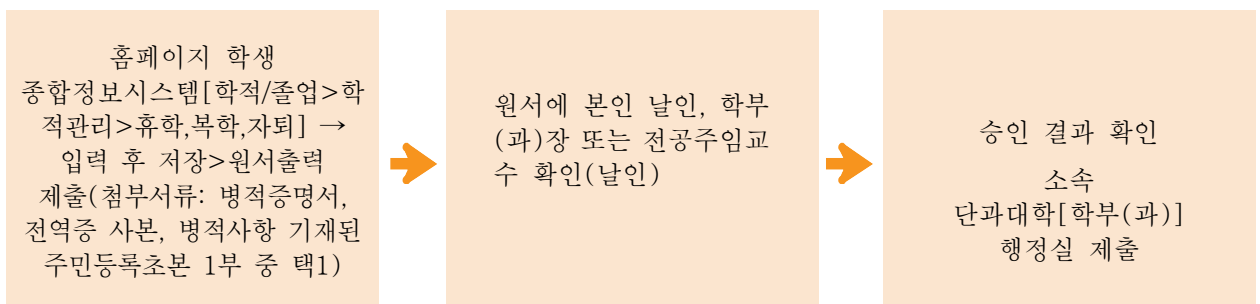 홈페이지 학생
종합정보시스템[학적/졸업>학
적관리>휴학,복학,자퇴] →
입력 후 저장>원서출력
제출(첨부서류: 병적증명서,
전역증 사본, 병적사항 기재된
주민등록초본 1부 중 택1)
원서에 본인 날인, 학부
(과)장 또는 전공주임교
수 확인(날인)
승인 결과 확인
소속
단과대학[학부(과)]
행정실 제출